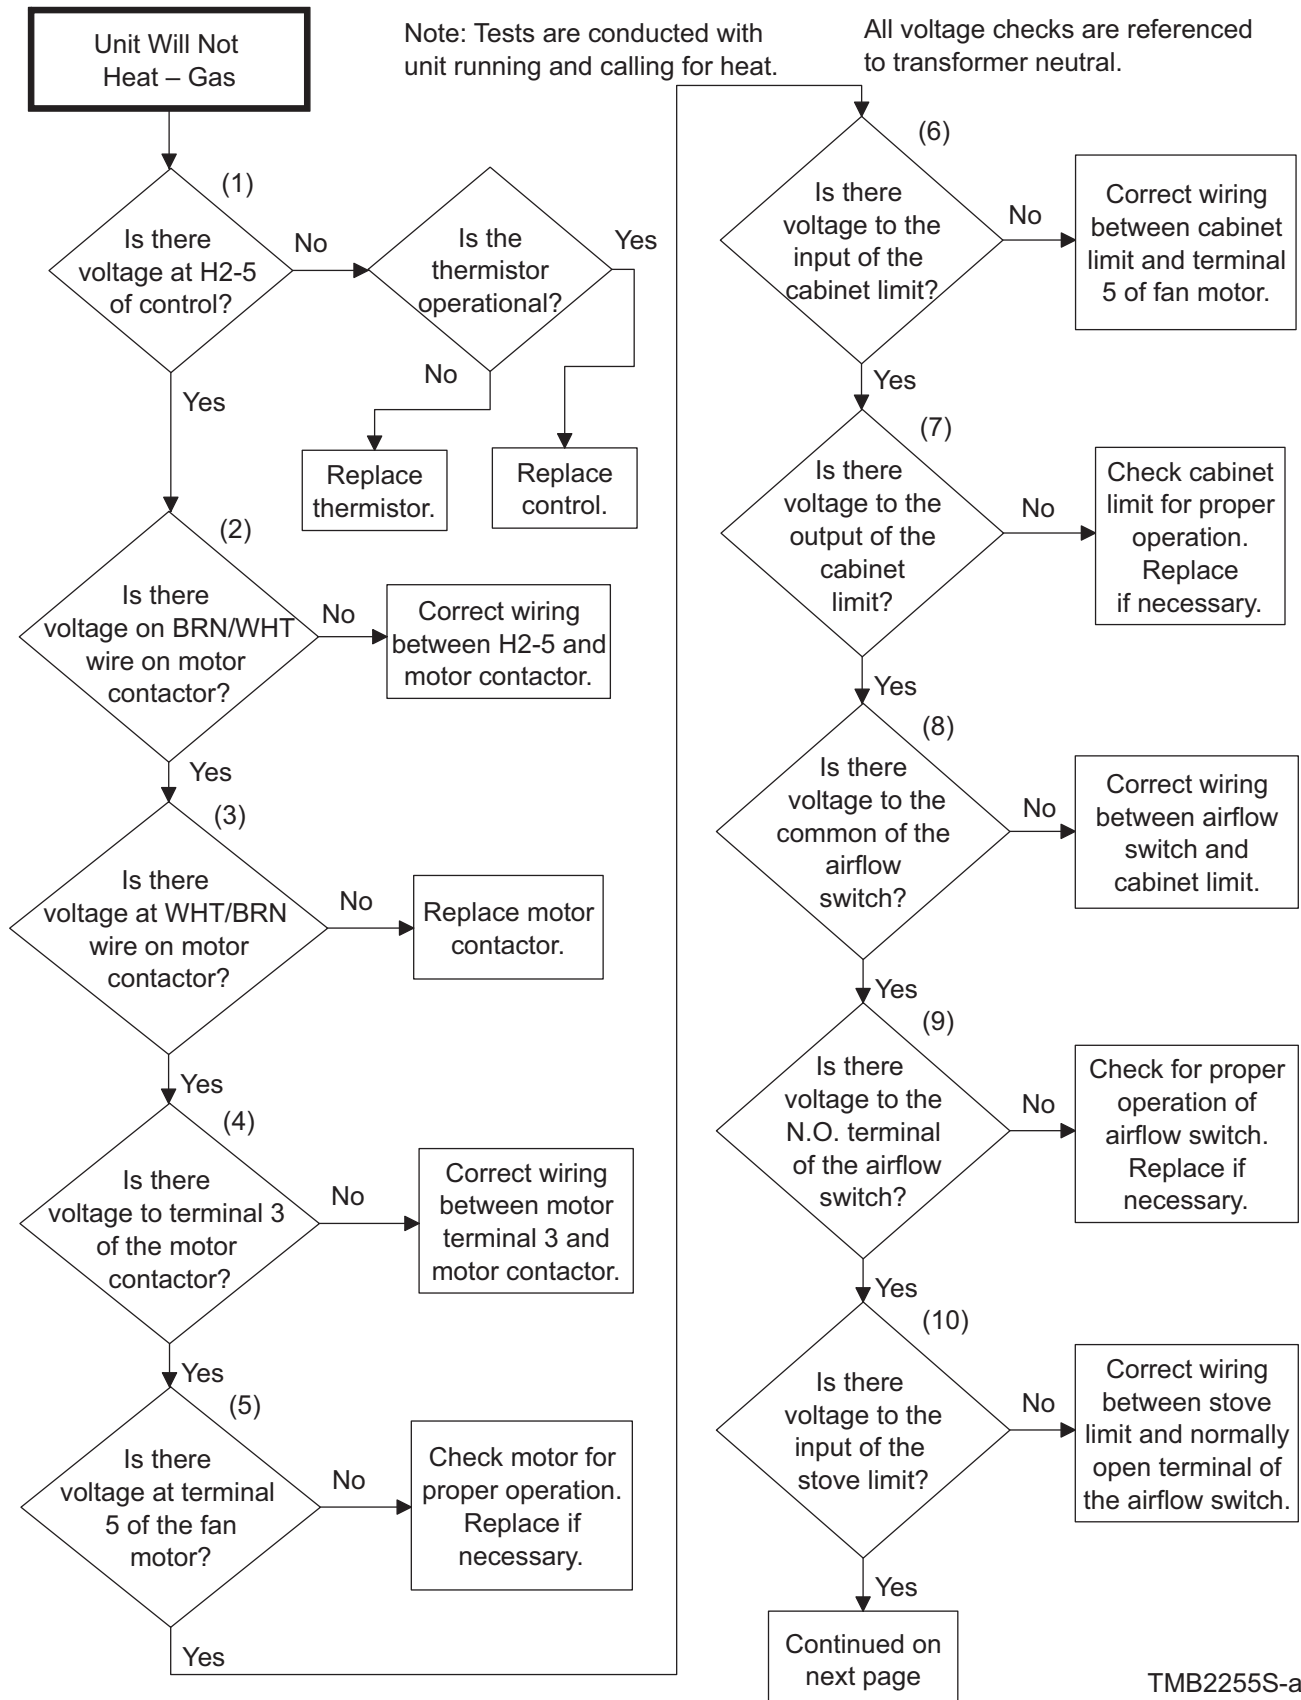 Unit Will Not
Heat – Gas
Note: Tests are conducted with
unit running and calling for heat.
All voltage checks are referenced
to transformer neutral.
(1)
Is there
voltage at H2-5
of control?
No
Yes
Is the
thermistor
operational?
Yes
No
Replace
thermistor.
Replace
control.
(2)
Is there
voltage on BRN/WHT
wire on motor
contactor?
No
Correct wiring
between H2-5 and
motor contactor.
Yes
(3)
Is there
voltage at WHT/BRN
wire on motor
contactor?
No
Replace motor
contactor.
Yes
(4)
Is there
voltage to terminal 3
of the motor
contactor?
No
Correct wiring
between motor
terminal 3 and
motor contactor.
Yes
(5)
Is there
voltage at terminal
5 of the fan
motor?
No
Check motor for
proper operation.
Replace if
necessary.
Yes
(6)
Is there
voltage to the
input of the
cabinet limit?
No
Correct wiring
between cabinet
limit and terminal
5 of fan motor.
Yes
(7)
Is there
voltage to the
output of the
cabinet
limit?
No
Check cabinet
limit for proper
operation.
Replace
if necessary.
Yes
(8)
Is there
voltage to the
common of the
airflow
switch?
No
Correct wiring
between airflow
switch and
cabinet limit.
Yes
(9)
Is there
voltage to the
N.O. terminal
of the airflow
switch?
No
Check for proper
operation of
airflow switch.
Replace if
necessary.
Yes
(10)
Is there
voltage to the
input of the
stove limit?
No
Correct wiring
between stove
limit and normally
open terminal of
the airflow switch.
Yes
Continued on
next page
TMB2255S-a